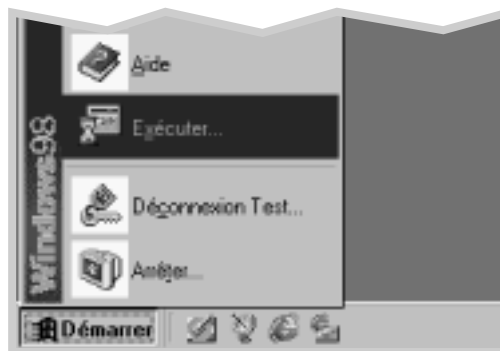 Aide
Exécuter...
Déconnexion Test...
Arrêter...
Windows98
Démarrer